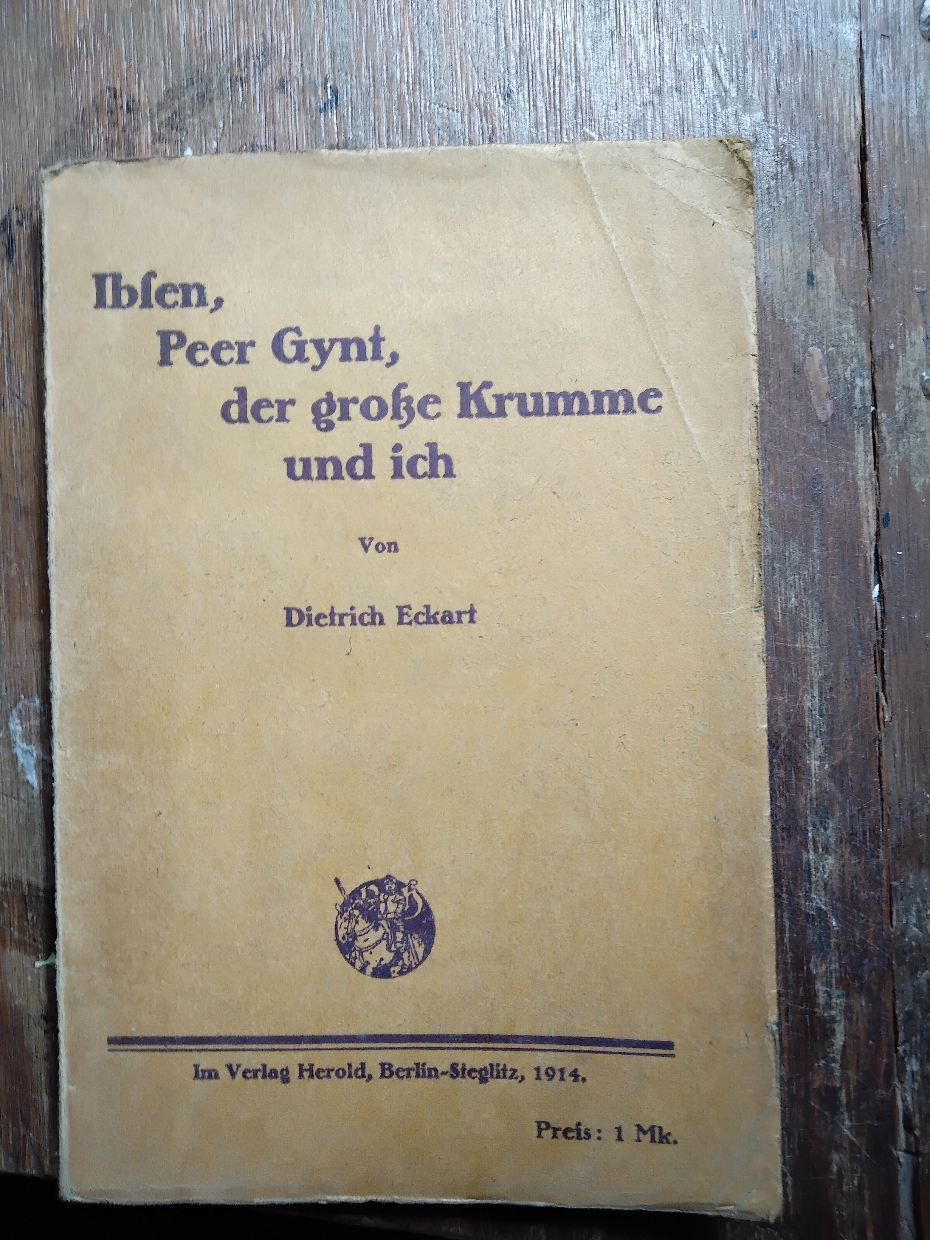 Ibſen,
Peer Gynt,
der große Krumme
und ich
Von
Dietrich Eckart
Im Verlag Herold, Berlin-Steglitz, 1914.
Preis: 1 Mk.